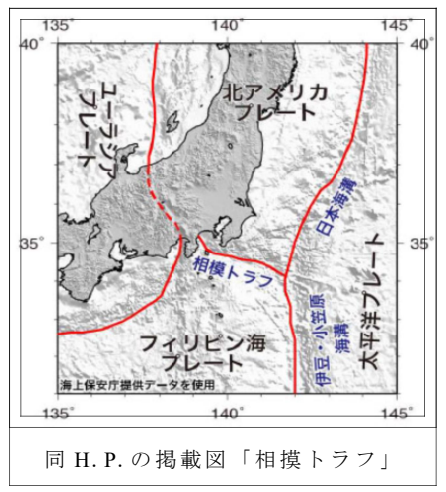 135°
140°
145°
40°
40°
ユーラシア
プレート
北アメリカ
プレート
日本海溝
35°
35°
相模トラフ
太平洋プレート
伊豆・小笠原
海溝
フィリピン海
プレート
海上保安庁提供データを使用
135°
140°
145°
同 H. P. の掲載図「相模トラフ」